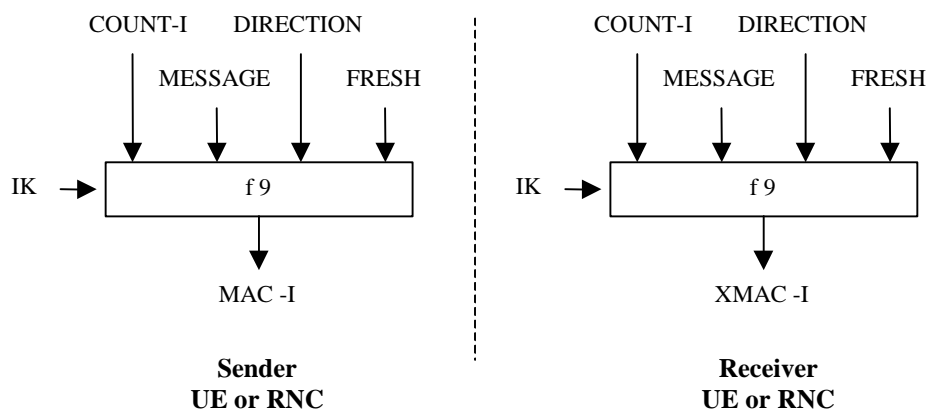 COUNT-I DIRECTION COUNT-I DIRECTION
MESSAGE FRESH MESSAGE FRESH
IK f 9 IK f 9
MAC -I XMAC -I
Sender Receiver
UE or RNC UE or RNC